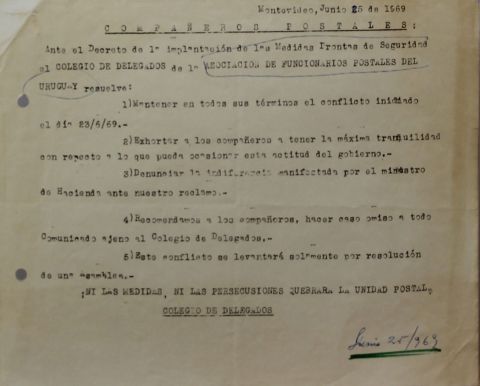 Montevideo, Junio 25 de 1969
COMPAÑEROS POSTALES:
Ante el Decreto de la implantación de las Medidas Prontas de Seguridad
el COLEGIO DE DELEGADOS de la ASOCIACION DE FUNCIONARIOS POSTALES DEL
URUGUAY resuelve:
1)Mantener en todos sus términos el conflicto iniciado
el día 23/6/69.-
2)Exhortar a los compañeros a tener la máxima tranquilidad
con repecto a lo que pueda ocasionar esta actitud del gobierno.-
3)Denunciar la indiferancia manifestada por el ministro
de Hacienda ante nuestro reclamo.-
4)Recomendamos a los compañeros, hacer caso omiso a todo
Comunicado ajeno al Colegio de Delegados.-
5)Este conflicto se levantará solamente por resolución
de una asamblea.-
¡NI LAS MEDIDAS, NI LAS PERSECUSIONES QUEBRARA LA UNIDAD POSTAL.
COLEGIO DE DELEGADOS
Junio 25/969